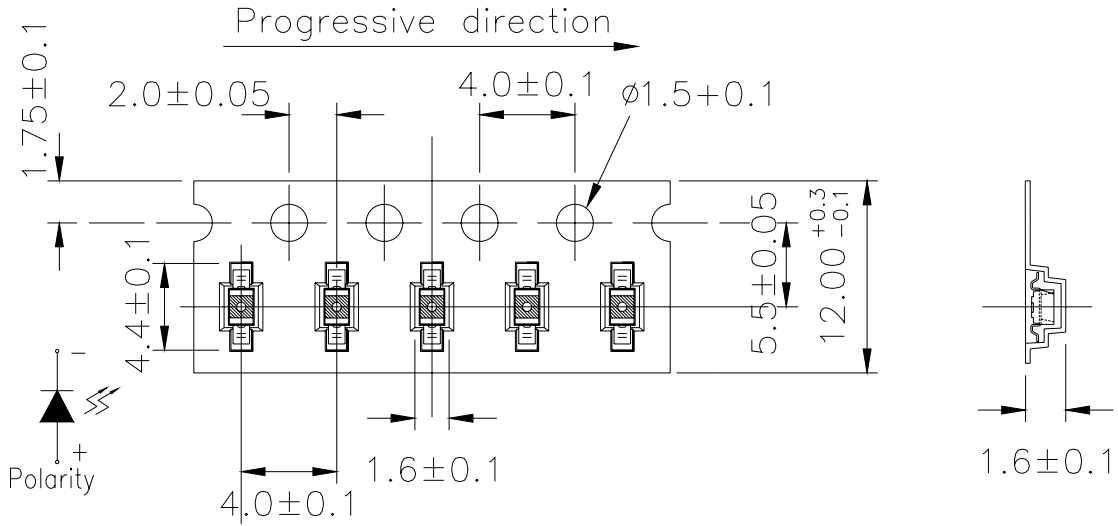 Progressive direction
1.75±0.1
2.0±0.05
4.0±0.1
ø1.5+0.1
4.4±0.1
5.5±0.05
12.00 +0.3 -0.1
-
+
Polarity
1.6±0.1
4.0±0.1
1.6±0.1